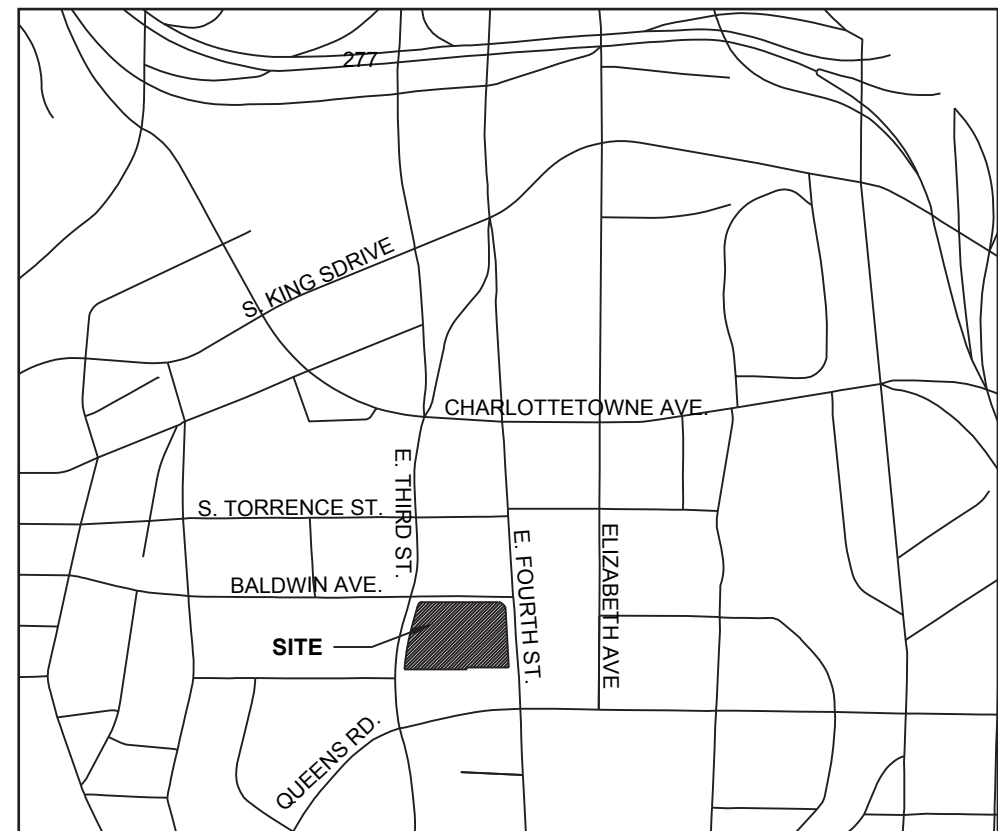 277
S. KING SDRIVE
CHARLOTTETOWNE AVE.
E. THIRD ST.
S. TORRENCE ST.
E. FOURTH ST.
ELIZABETH AVE
BALDWIN AVE.
SITE
QUEENS RD.